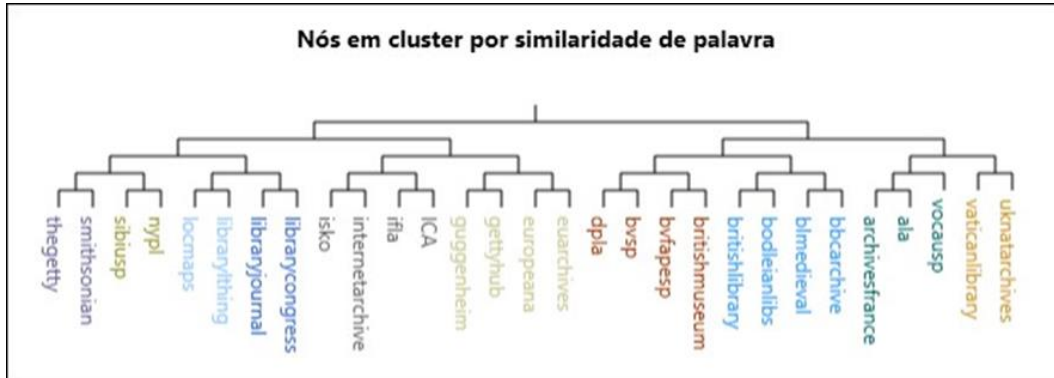 Nós em cluster por similaridade de palavra
thegetty
smithsonian
sibiusp
nypl
locmaps
librarything
libraryjournal
librarycongress
isko
internetarchive
ifla
ICA
guggenheim
gettyhub
europeana
euarchives
dpla
bvsp
bvfapesp
britishmuseum
britishlibrary
bodleianlibs
blmedieval
bbcarchive
archivesfrance
ala
vocausp
vaticanlibrary
uknatarchives